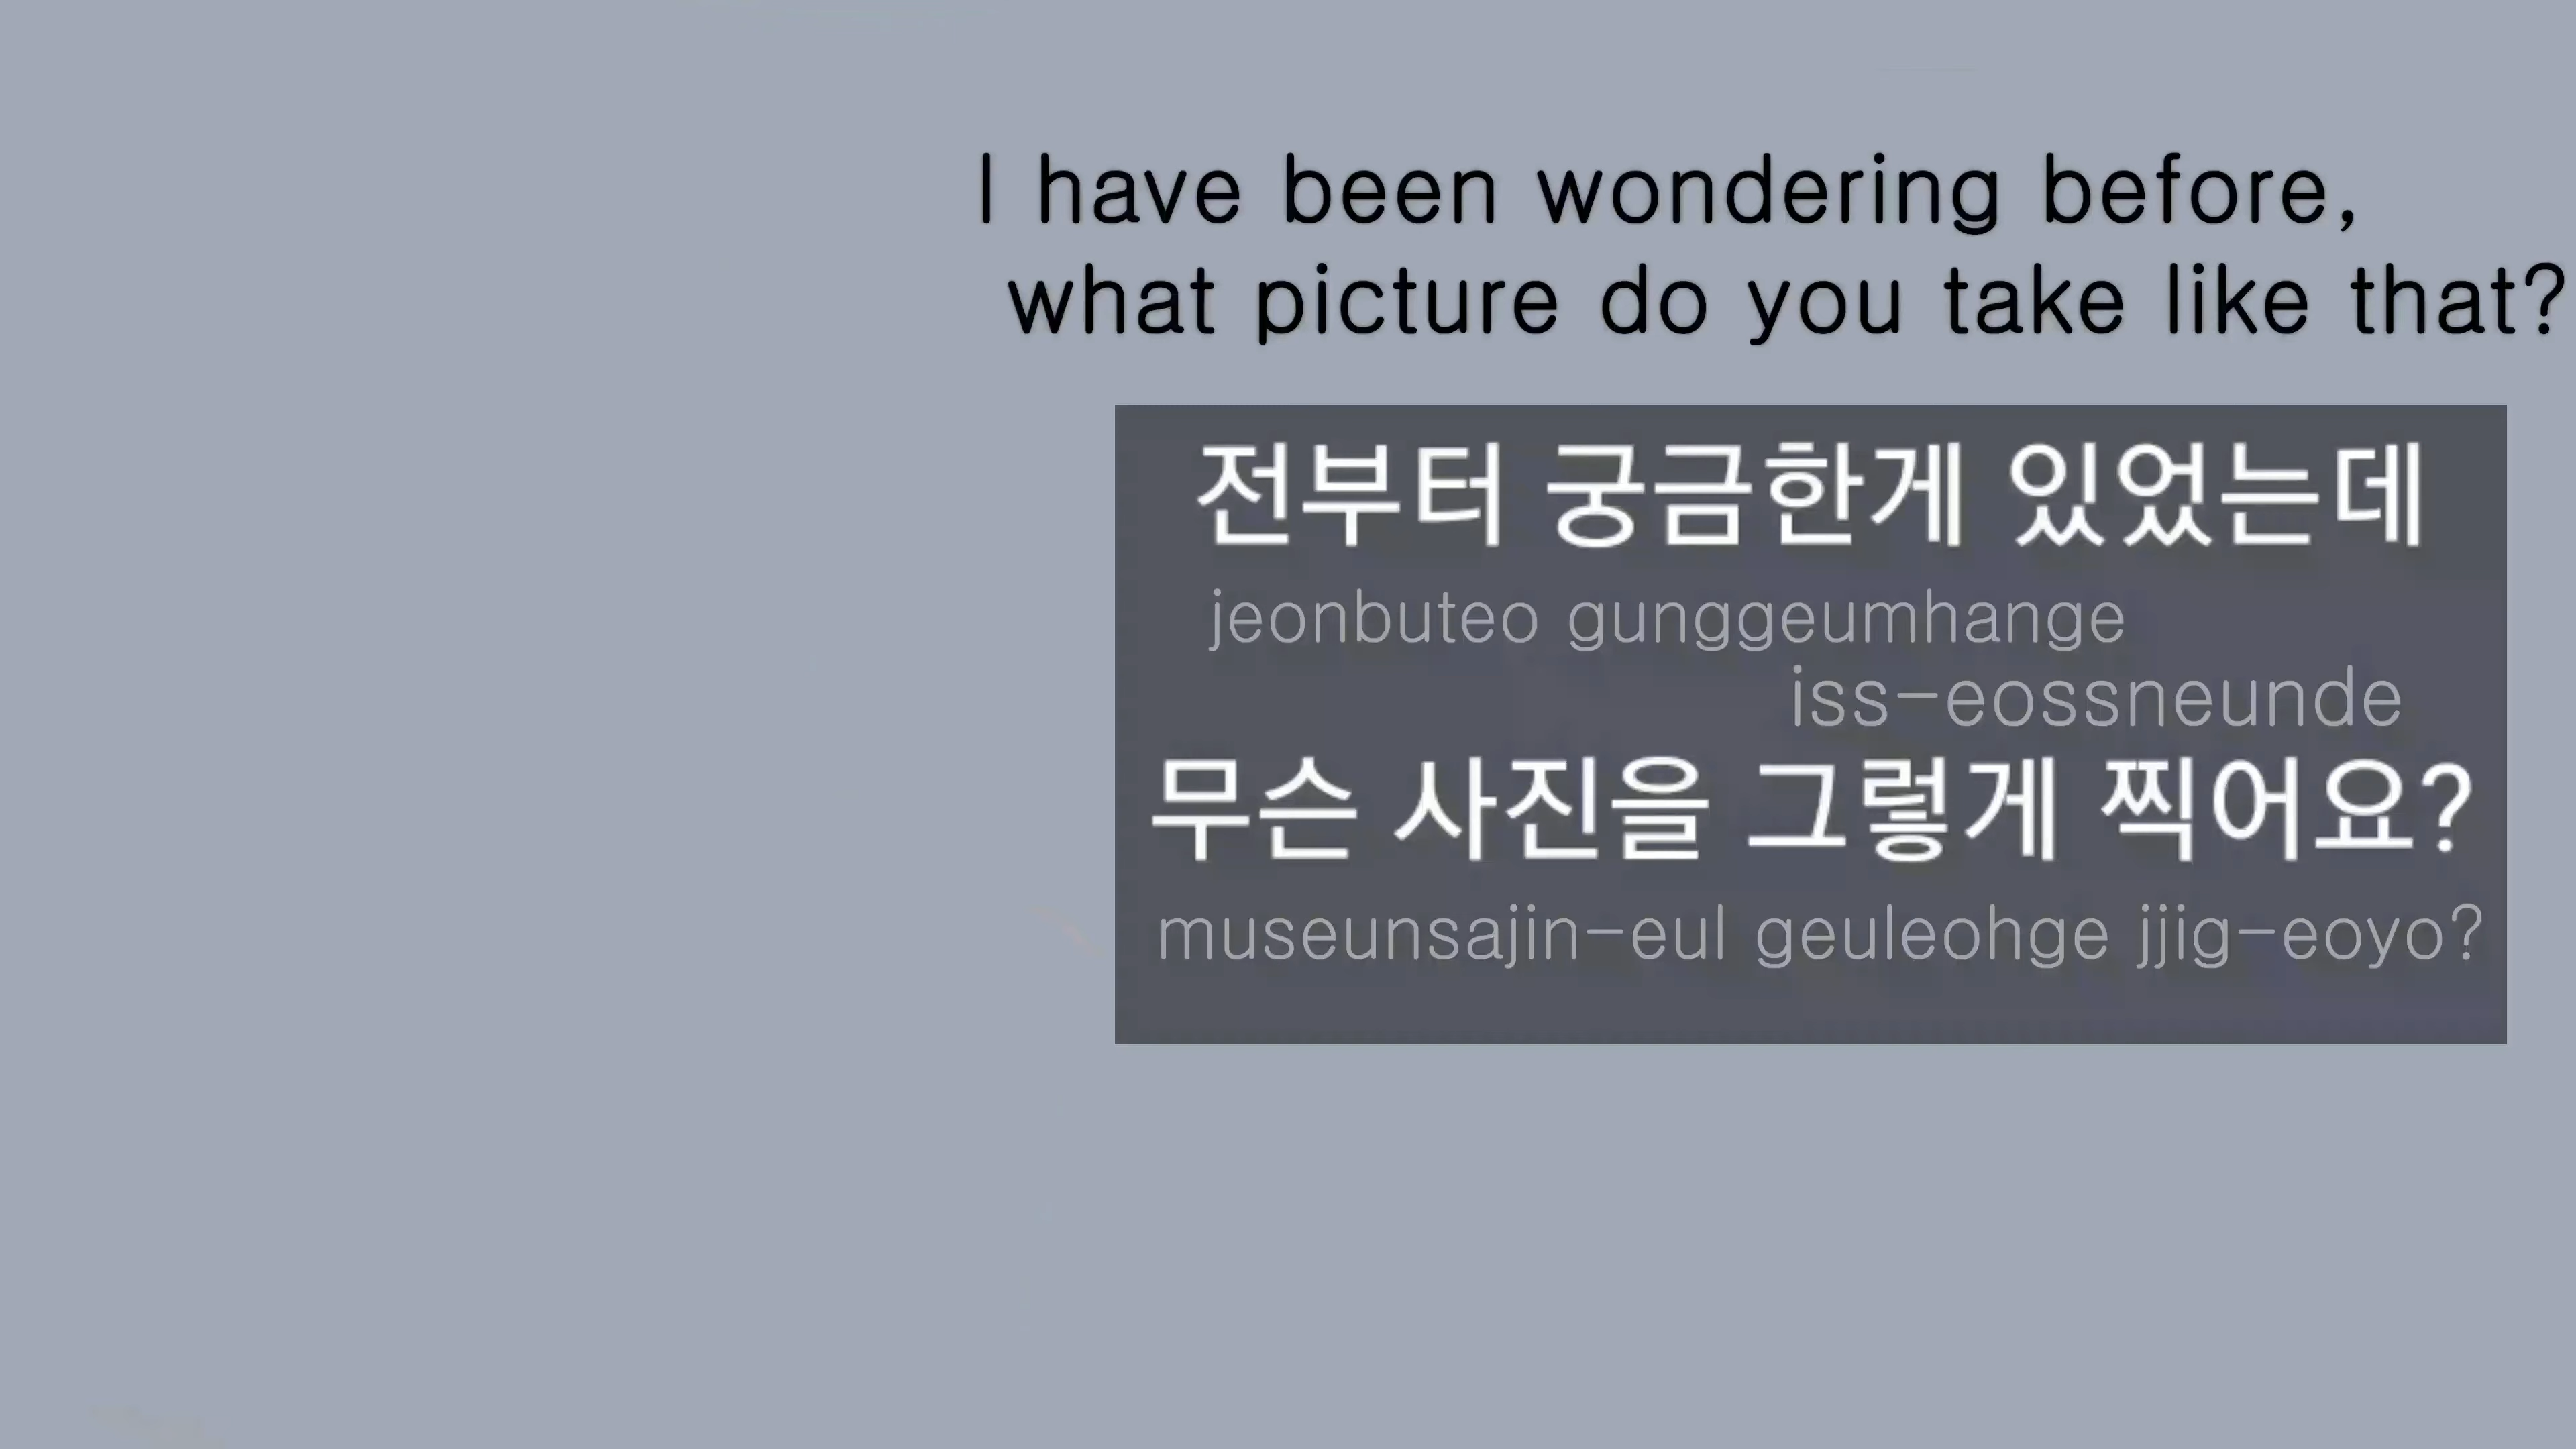 I have been wondering before,
what picture do you take like that?
전부터 궁금한게 있었는데
jeonbuteo gunggeumhange
iss-eossneunde
무슨 사진을 그렇게 찍어요?
museunsajin-eul geuleohge jjig-eoyo?